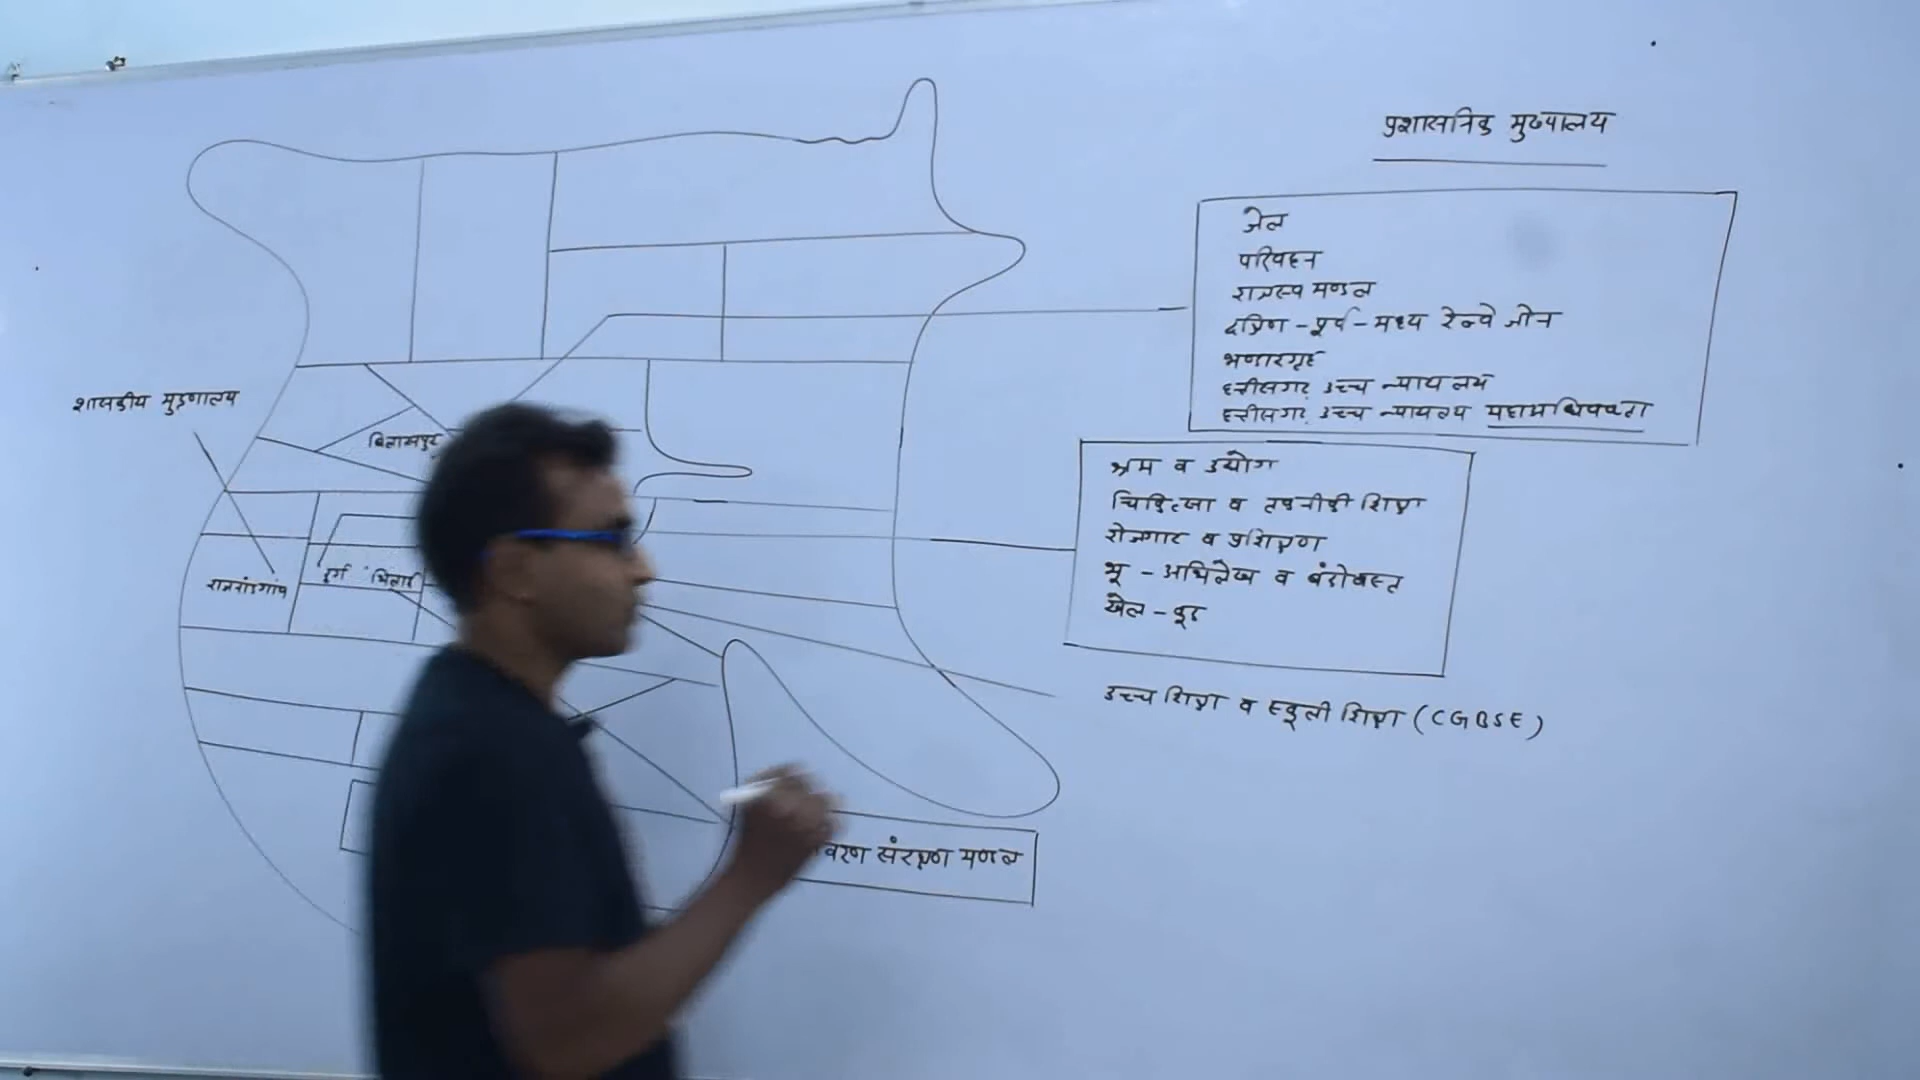 प्रशासनिक मुख्यालय
जेल
परिवहन
राजस्व मण्डल
दक्षिण - पूर्व - मध्य रेल्वे जोन
भण्डारगृह
छत्तीसगढ़ उच्च न्यायालय
छत्तीसगढ़ उच्च न्यायलय महाअधिवक्ता
शासकीय मुद्रणालय
बिलासपुर
श्रम व उद्योग
चिकित्सा व तकनीकी शिक्षा
रोजगार व प्रशिक्षण
भू - अभिलेख व बंदोबस्त
खेल - कूद
राजनांदगांव
दुर्ग भिलाई
उच्च शिक्षा व स्कूली शिक्षा (CGBSE)
वरण संरक्षण मण्डल